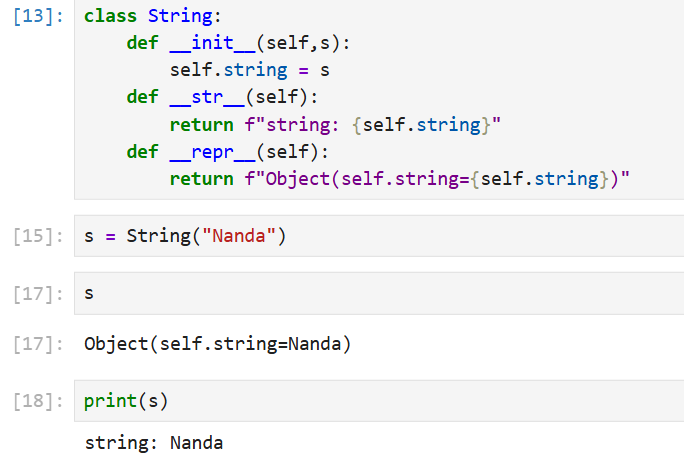 [13]: class String:
    def __init__(self,s):
        self.string = s
    def __str__(self):
        return f"string: {self.string}"
    def __repr__(self):
        return f"Object(self.string={self.string})"
[15]: s = String("Nanda")
[17]: s
[17]: Object(self.string=Nanda)
[18]: print(s)
string: Nanda